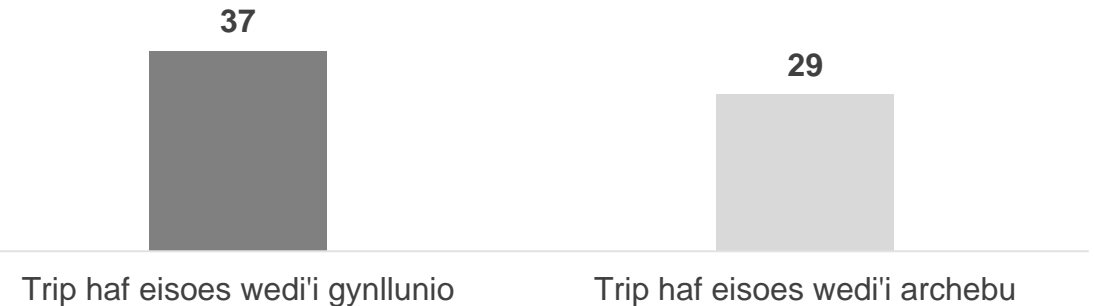 37
29
Trip haf eisoes wedi'i gynllunio
Trip haf eisoes wedi'i archebu